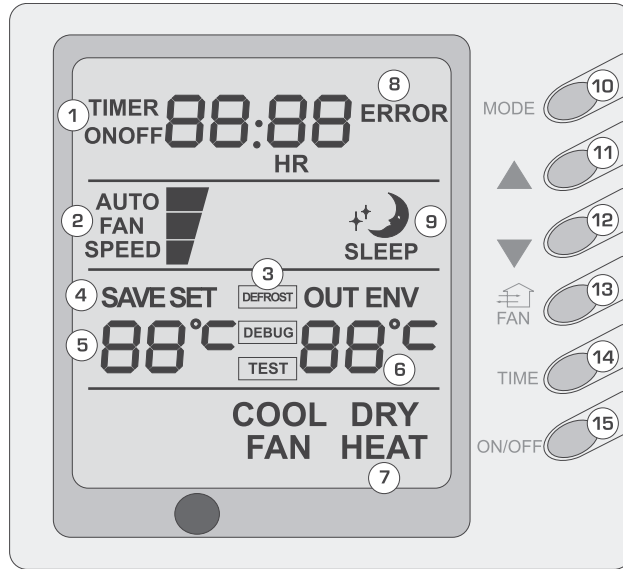 1 TIMER ONOFF 88:88 HR
8 ERROR
2 AUTO FAN SPEED
9 SLEEP
3
4 SAVE SET DEFROST OUT ENV
5 88°C DEBUG 88°C
TEST 6
COOL DRY
FAN HEAT
7
MODE 10
11
12
FAN 13
TIME 14
ON/OFF 15